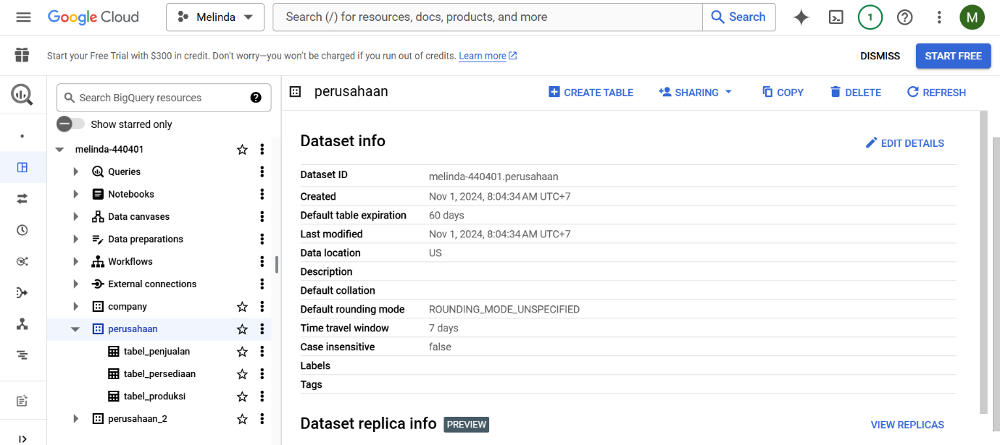 Google Cloud
Melinda
Search (/) for resources, docs, products, and more
Search
1
M
Start your Free Trial with $300 in credit. Don't worry—you won't be charged if you run out of credits. Learn more
DISMISS
START FREE
Search BigQuery resources
Show starred only
melinda-440401
Queries
Notebooks
Data canvases
Data preparations
Workflows
External connections
company
perusahaan
tabel_penjualan
tabel_persediaan
tabel_produksi
perusahaan_2
perusahaan
CREATE TABLE
SHARING
COPY
DELETE
REFRESH
Dataset info
EDIT DETAILS
Dataset ID melinda-440401.perusahaan
Created Nov 1, 2024, 8:04:34 AM UTC+7
Default table expiration 60 days
Last modified Nov 1, 2024, 8:04:34 AM UTC+7
Data location US
Description
Default collation
Default rounding mode ROUNDING_MODE_UNSPECIFIED
Time travel window 7 days
Case insensitive false
Labels
Tags
Dataset replica info PREVIEW
VIEW REPLICAS